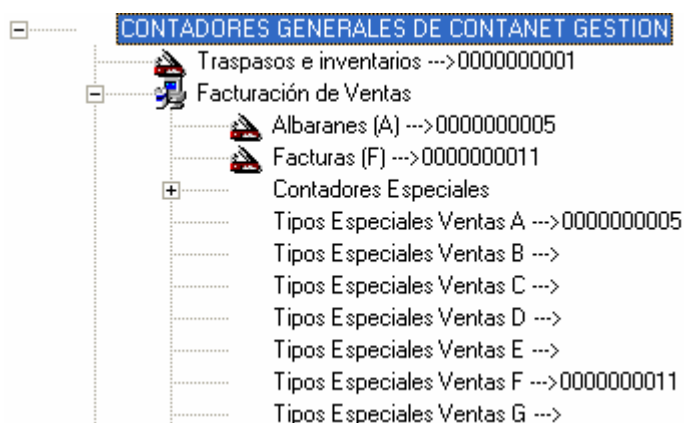 CONTADORES GENERALES DE CONTANET GESTION
Traspasos e inventarios --->0000000001
Facturación de Ventas
Albaranes (A) --->0000000005
Facturas (F) --->0000000011
Contadores Especiales
Tipos Especiales Ventas A --->0000000005
Tipos Especiales Ventas B --->
Tipos Especiales Ventas C --->
Tipos Especiales Ventas D --->
Tipos Especiales Ventas E --->
Tipos Especiales Ventas F --->0000000011
Tipos Especiales Ventas G --->